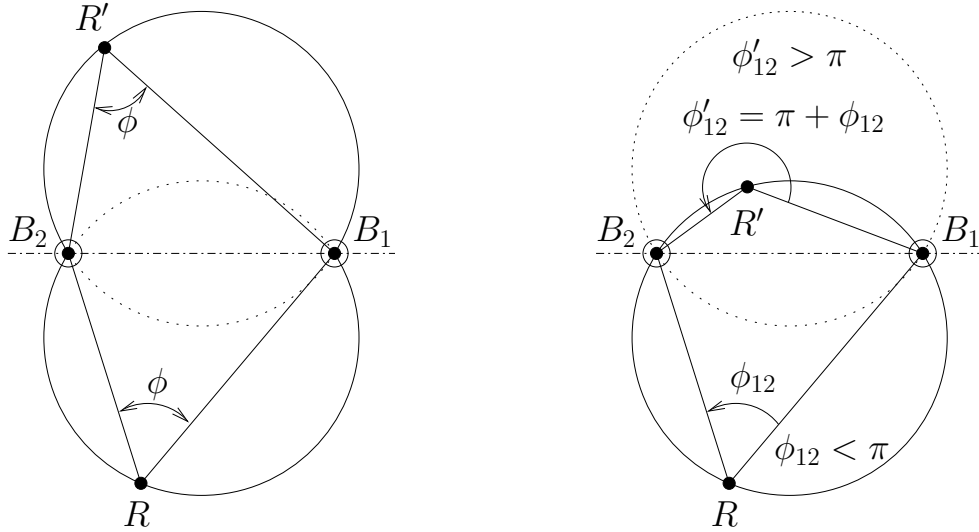 R′
ϕ
B₂
B₁
ϕ
R
ϕ′₁₂ > π
ϕ′₁₂ = π + ϕ₁₂
R′
B₂
B₁
ϕ₁₂
ϕ₁₂ < π
R